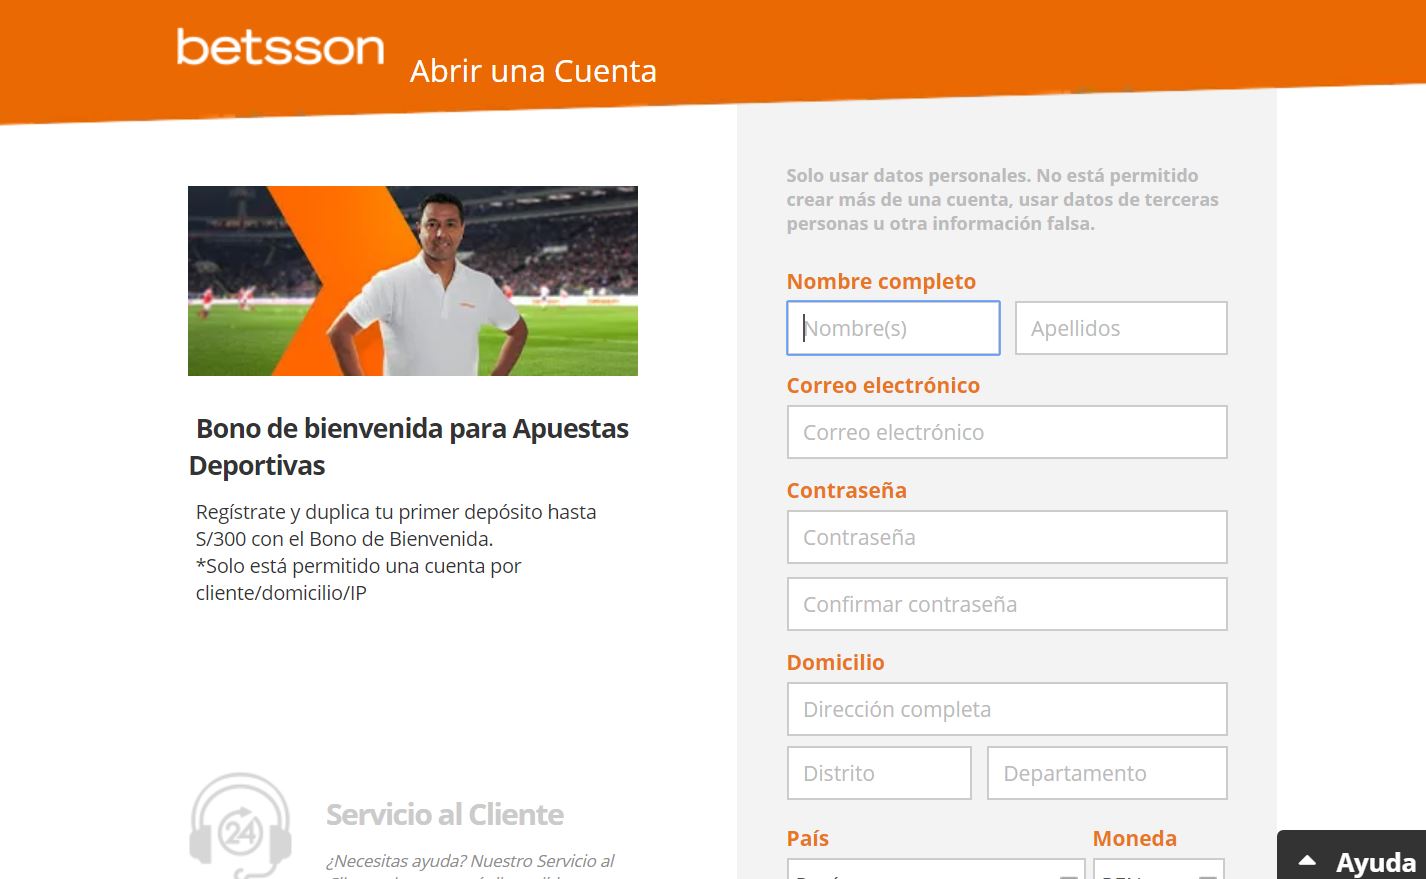 betsson
Abrir una Cuenta
Bono de bienvenida para Apuestas
Deportivas
Regístrate y duplica tu primer depósito hasta
S/300 con el Bono de Bienvenida.
*Solo está permitido una cuenta por
cliente/domicilio/IP
24
Servicio al Cliente
¿Necesitas ayuda? Nuestro Servicio al
Solo usar datos personales. No está permitido
crear más de una cuenta, usar datos de terceras
personas u otra información falsa.
Nombre completo
Nombre(s) Apellidos
Correo electrónico
Correo electrónico
Contraseña
Contraseña
Confirmar contraseña
Domicilio
Dirección completa
Distrito Departamento
País Moneda
Ayuda